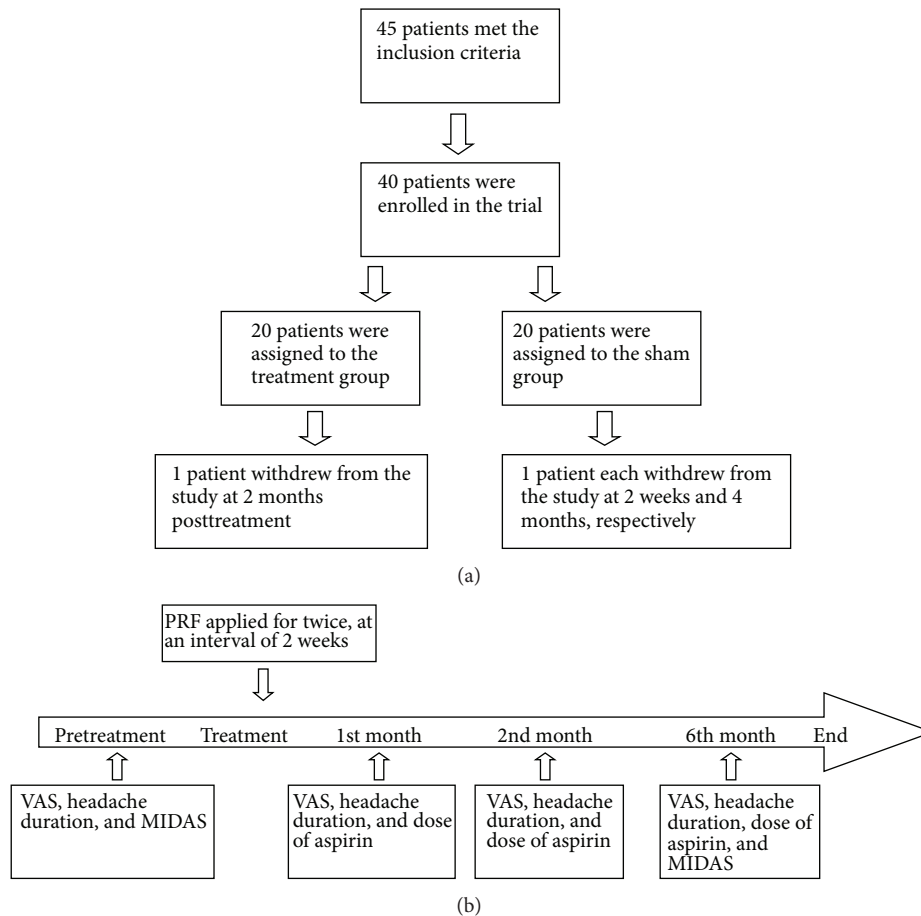 45 patients met the
inclusion criteria
40 patients were
enrolled in the trial
20 patients were
assigned to the
treatment group
20 patients were
assigned to the sham
group
1 patient withdrew from the
study at 2 months
posttreatment
1 patient each withdrew from
the study at 2 weeks and 4
months, respectively
(a)
PRF applied for twice, at
an interval of 2 weeks
Pretreatment Treatment 1st month 2nd month 6th month End
VAS, headache
duration, and MIDAS
VAS, headache
duration, and dose
of aspirin
VAS, headache
duration, and
dose of aspirin
VAS, headache
duration, dose of
aspirin, and
MIDAS
(b)